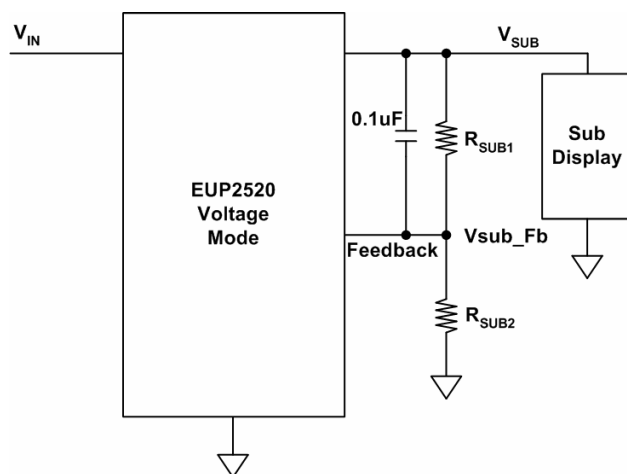 VIN
VSUB
0.1uF
RSUB1
Sub
Display
EUP2520
Voltage
Mode
Feedback
Vsub_Fb
RSUB2